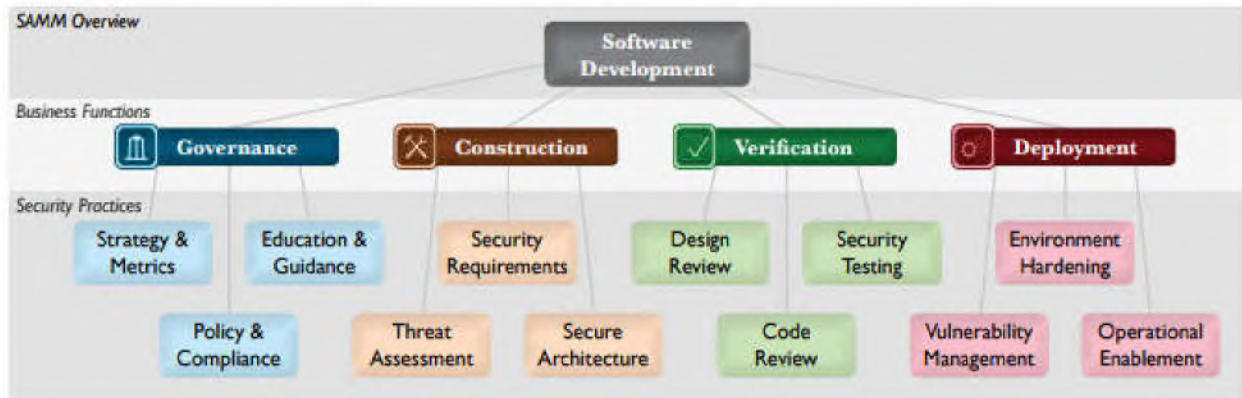 SAMM Overview
Software
Development
Business Functions
Governance
Construction
Verification
Deployment
Security Practices
Strategy &
Metrics
Education &
Guidance
Security
Requirements
Design
Review
Security
Testing
Environment
Hardening
Policy &
Compliance
Threat
Assessment
Secure
Architecture
Code
Review
Vulnerability
Management
Operational
Enablement